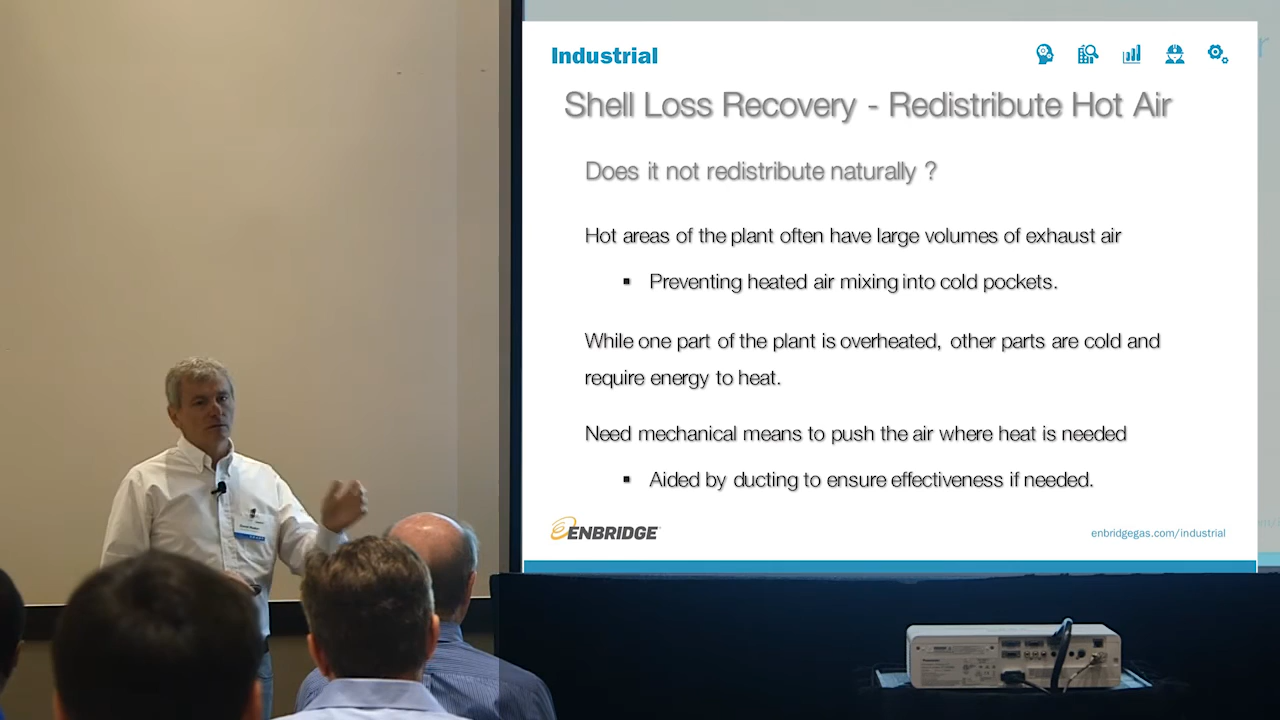 Industrial
Shell Loss Recovery - Redistribute Hot Air
Does it not redistribute naturally ?
Hot areas of the plant often have large volumes of exhaust air
▪ Preventing heated air mixing into cold pockets.
While one part of the plant is overheated, other parts are cold and
require energy to heat.
Need mechanical means to push the air where heat is needed
▪ Aided by ducting to ensure effectiveness if needed.
ENBRIDGE
enbridgegas.com/industrial